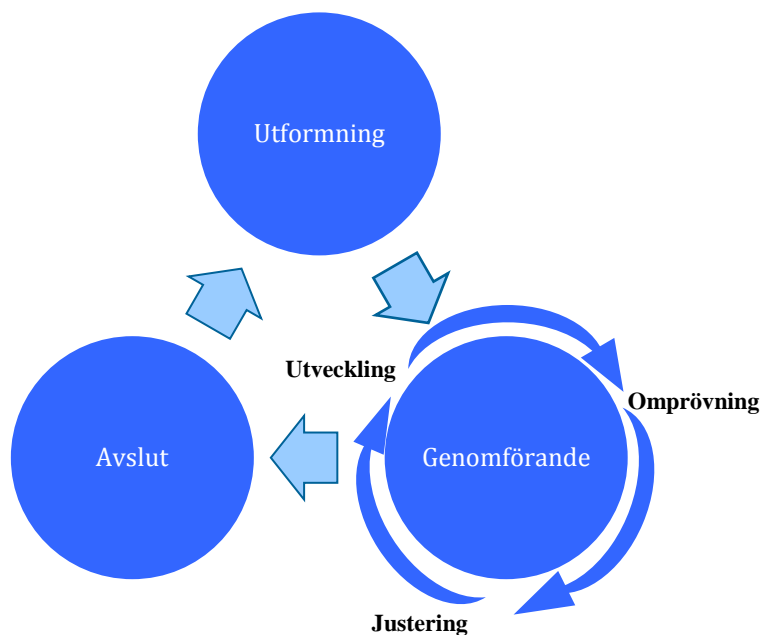 Utformning
Utveckling
Omprövning
Avslut
Genomförande
Justering